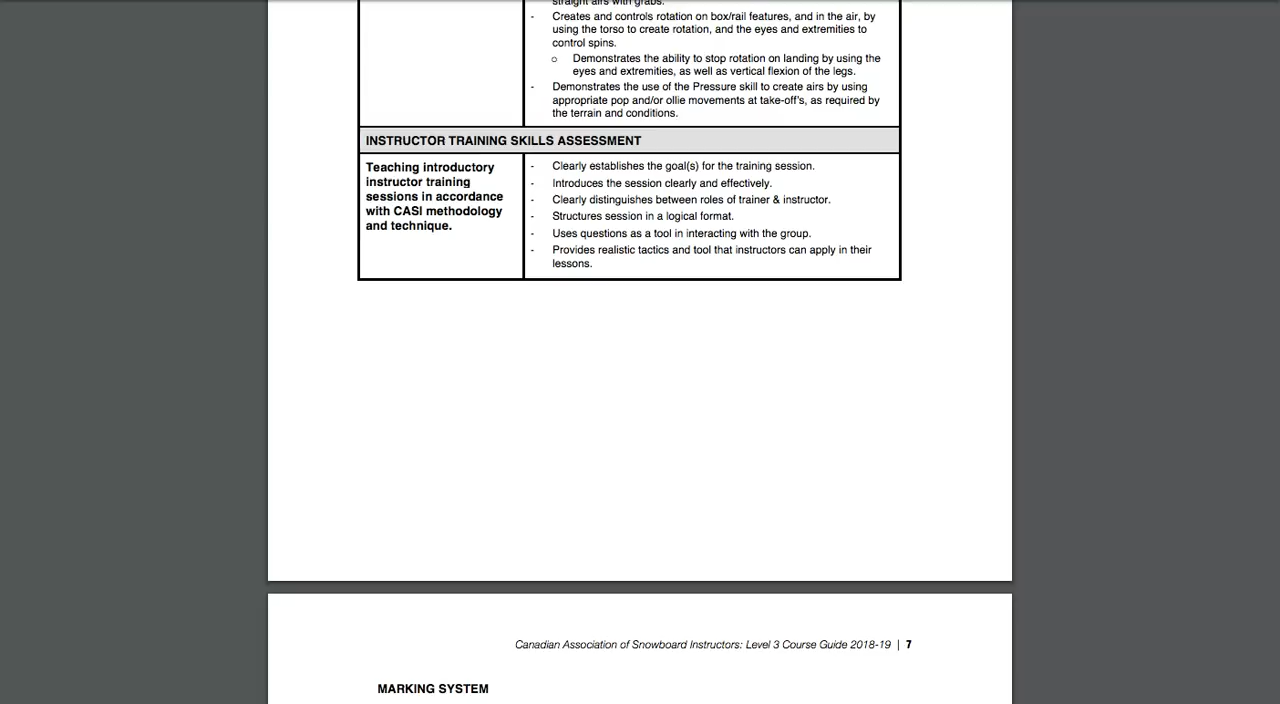 straight airs with grabs.
- Creates and controls rotation on box/rail features, and in the air, by
using the torso to create rotation, and the eyes and extremities to
control spins.
o Demonstrates the ability to stop rotation on landing by using the
eyes and extremities, as well as vertical flexion of the legs.
- Demonstrates the use of the Pressure skill to create airs by using
appropriate pop and/or ollie movements at take-off's, as required by
the terrain and conditions.
INSTRUCTOR TRAINING SKILLS ASSESSMENT
Teaching introductory
instructor training
sessions in accordance
with CASI methodology
and technique.
- Clearly establishes the goal(s) for the training session.
- Introduces the session clearly and effectively.
- Clearly distinguishes between roles of trainer & instructor.
- Structures session in a logical format.
- Uses questions as a tool in interacting with the group.
- Provides realistic tactics and tool that instructors can apply in their
lessons.
Canadian Association of Snowboard Instructors: Level 3 Course Guide 2018-19 | 7
MARKING SYSTEM